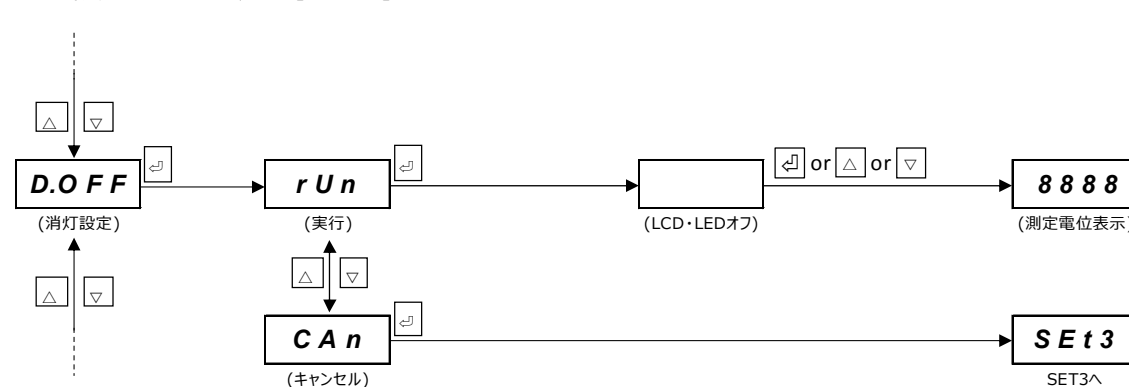 △ ▽
D.OFF ⏎ rUn ⏎ ⏎ or △ or ▽ 8888
(消灯設定) (実行) (LCD・LEDオフ) (測定電位表示)
△ ▽ △ ▽
CAn ⏎ SEt3
(キャンセル) SET3へ